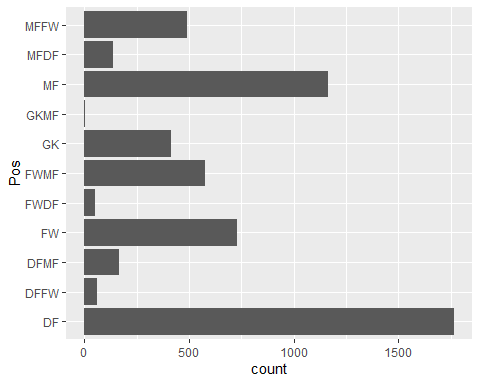 MFFW
MFDF
MF
GKMF
GK
FWMF
FWDF
FW
DFMF
DFFW
DF
Pos
0 500 1000 1500
count